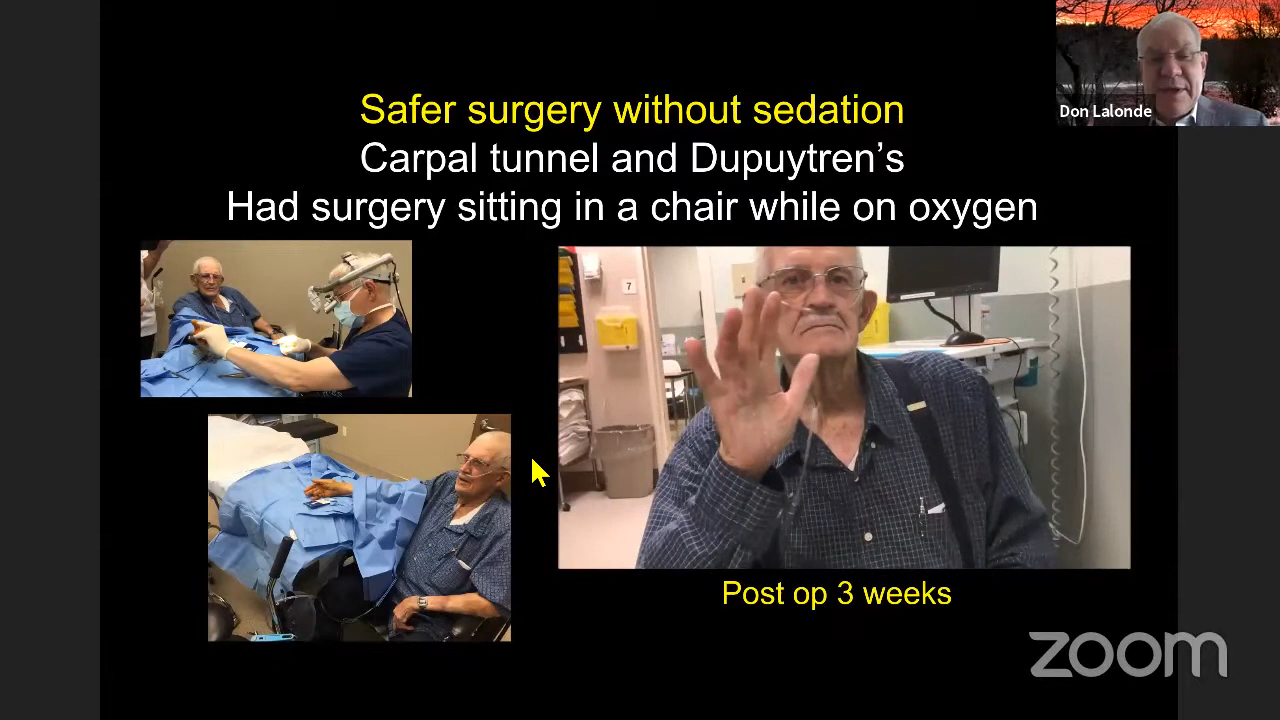 Safer surgery without sedation
Carpal tunnel and Dupuytren’s
Had surgery sitting in a chair while on oxygen
Don Lalonde
7
Post op 3 weeks
zoom